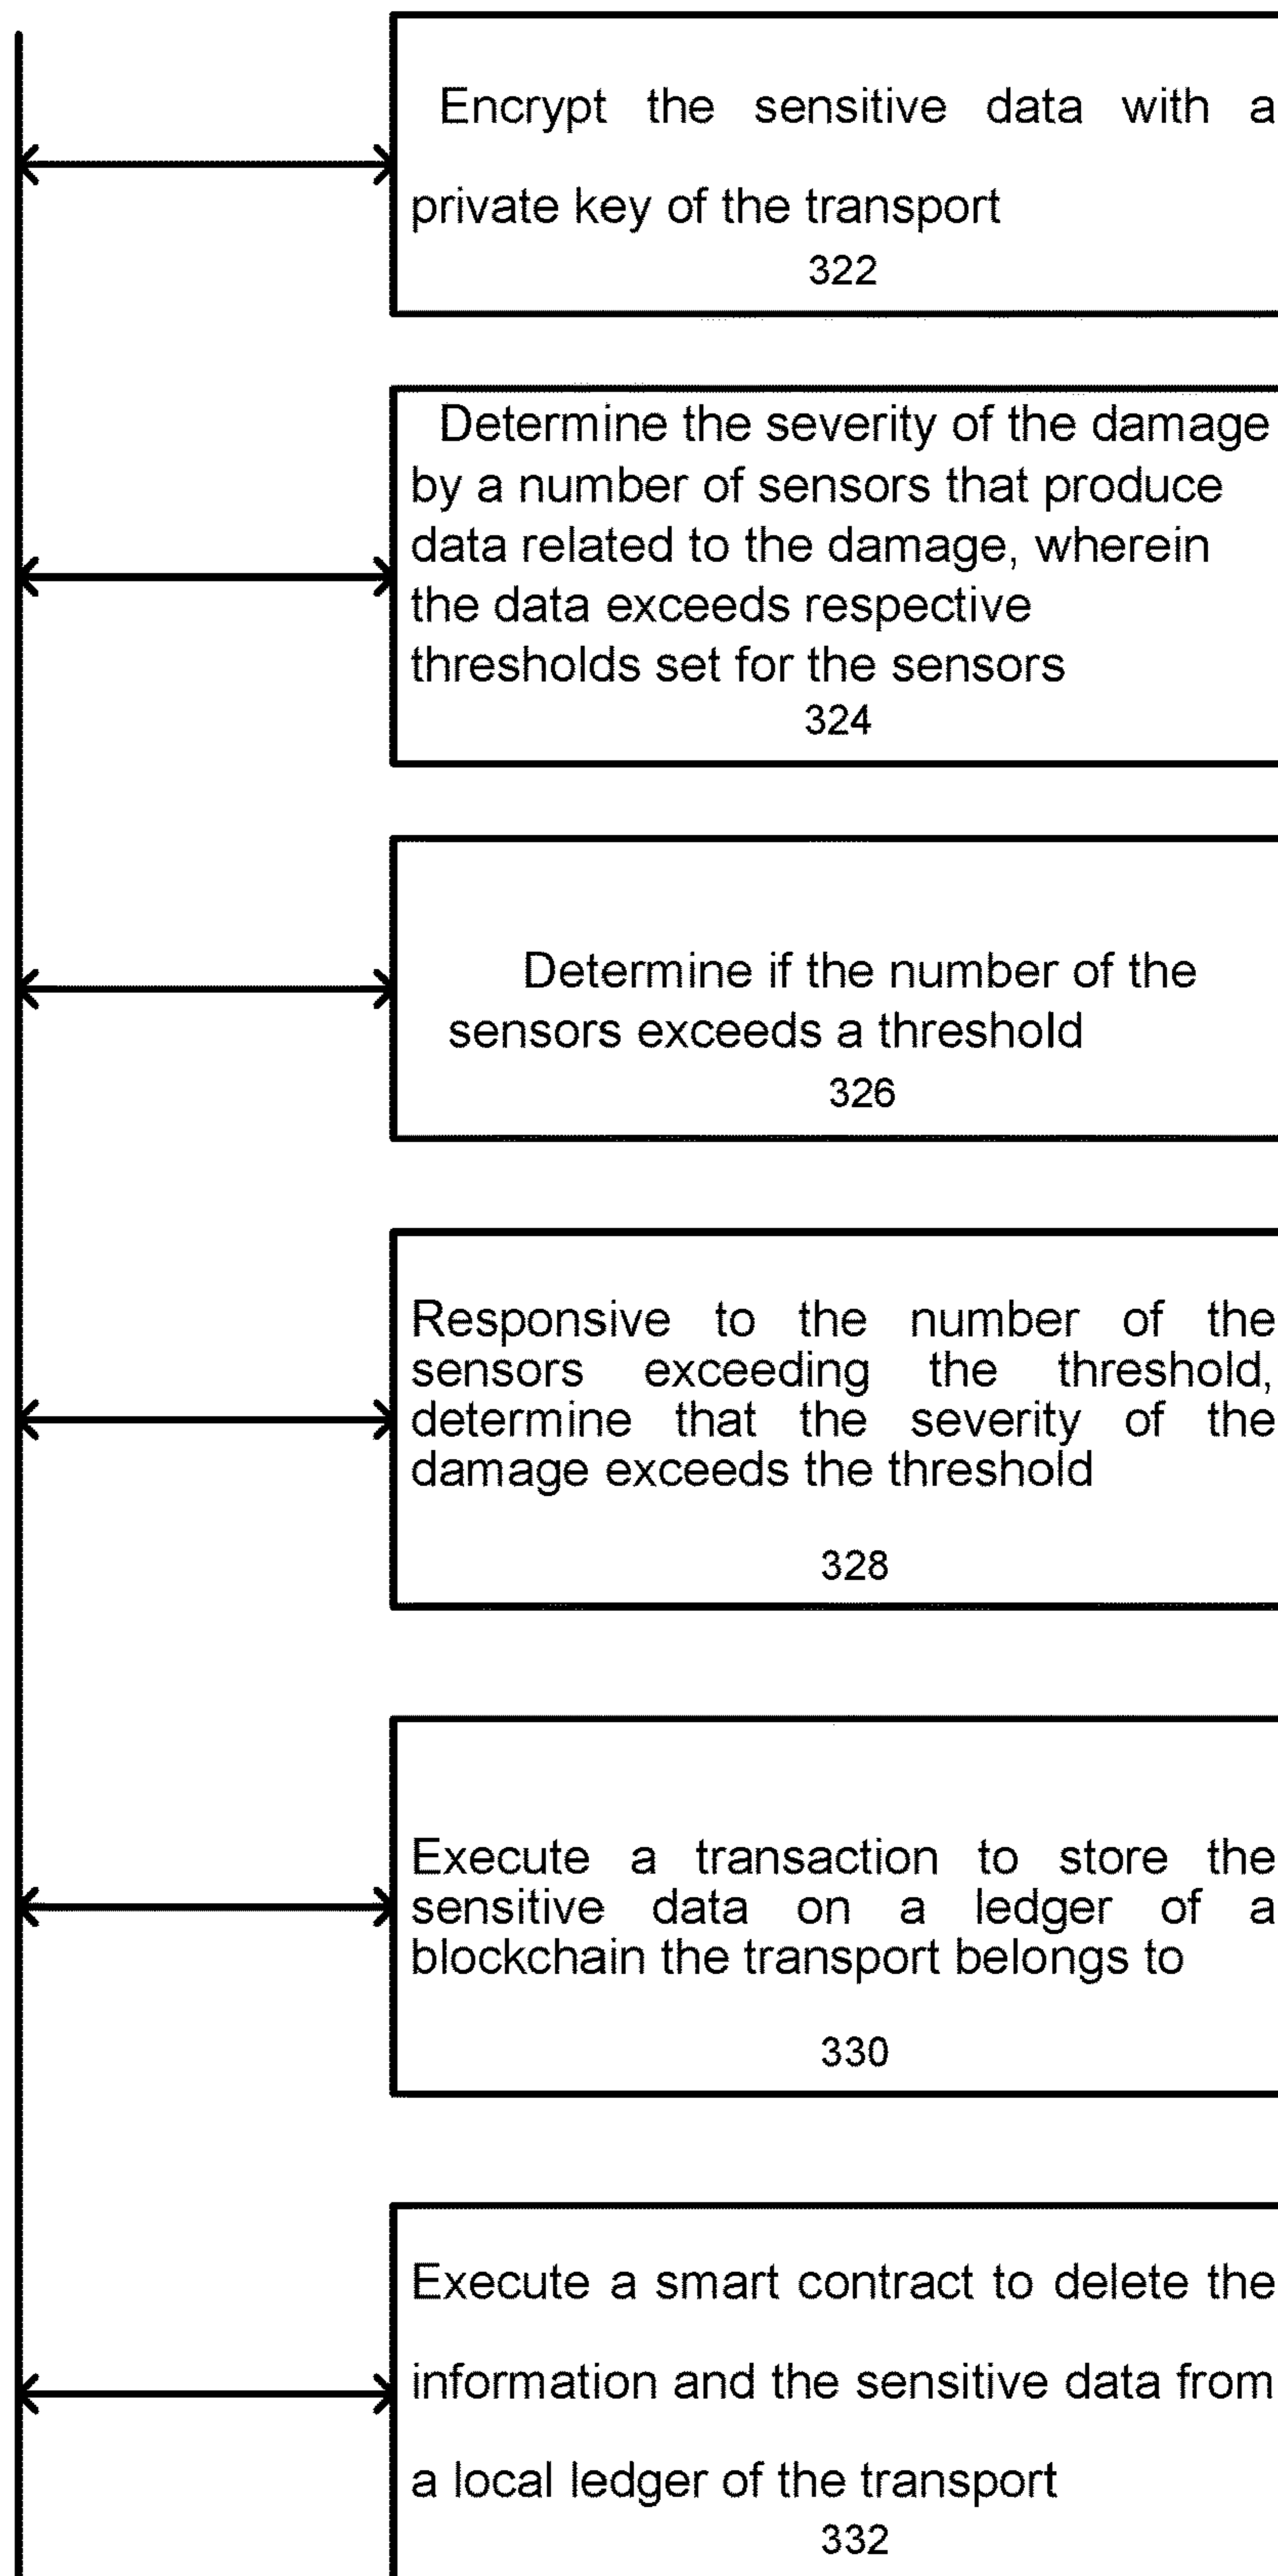 Encrypt the sensitive data with a
private key of the transport
322
Determine the severity of the damage
by a number of sensors that produce
data related to the damage, wherein
the data exceeds respective
thresholds set for the sensors
324
Determine if the number of the
sensors exceeds a threshold
326
Responsive to the number of the
sensors exceeding the threshold,
determine that the severity of the
damage exceeds the threshold
328
Execute a transaction to store the
sensitive data on a ledger of a
blockchain the transport belongs to
330
Execute a smart contract to delete the
information and the sensitive data from
a local ledger of the transport
332